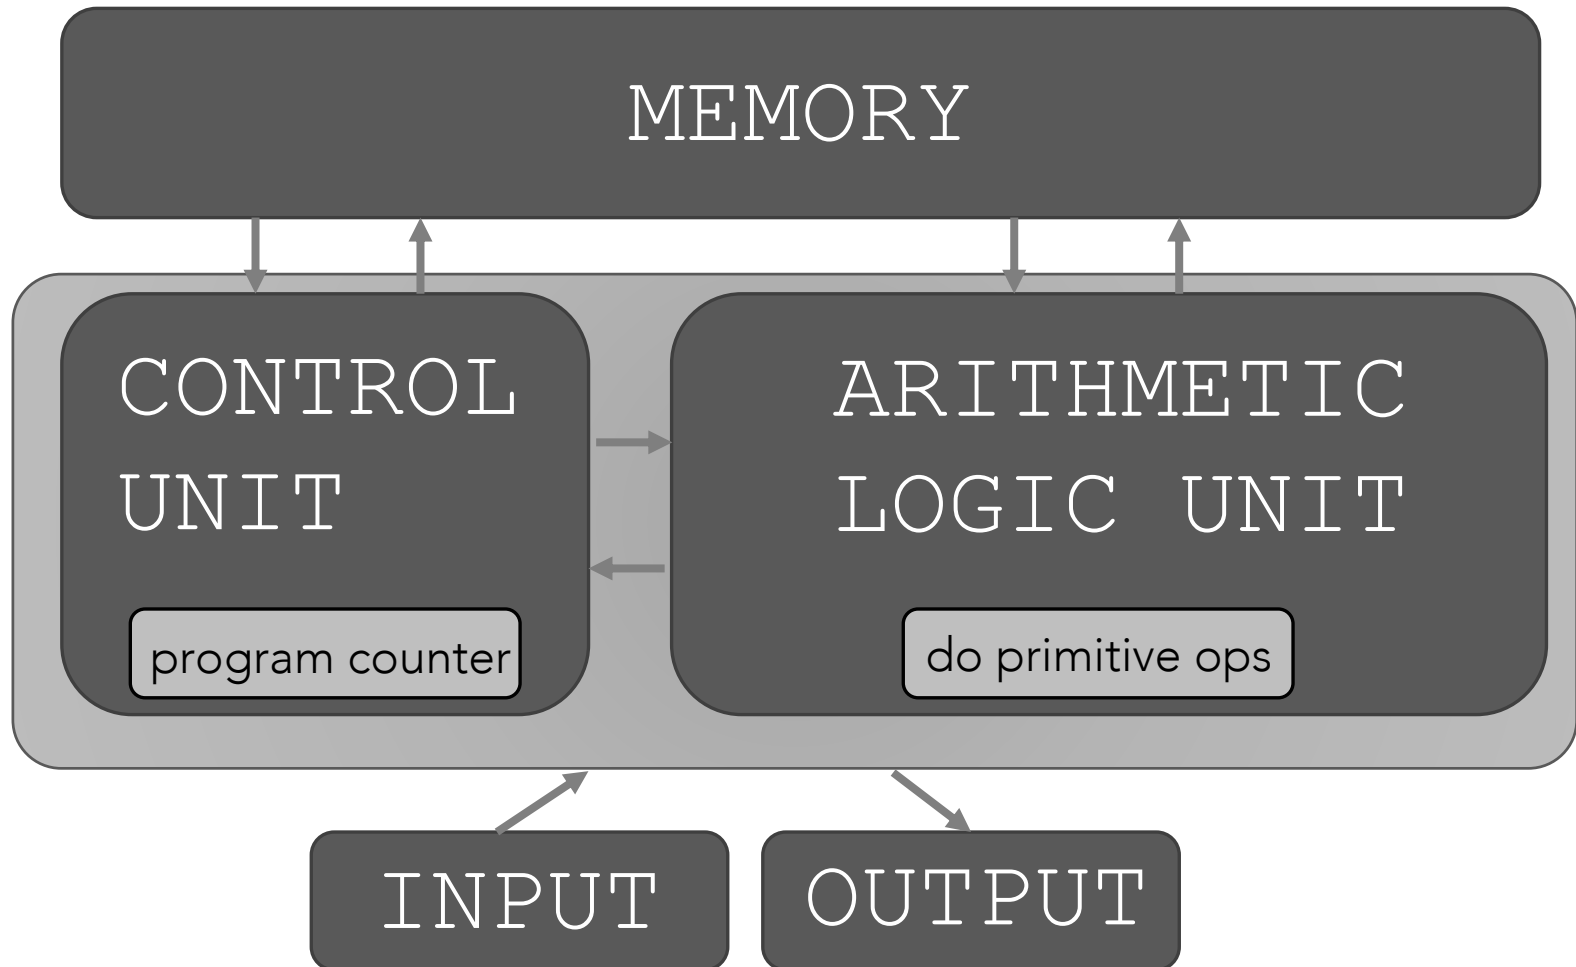 MEMORY
CONTROL
UNIT
program counter
ARITHMETIC
LOGIC UNIT
do primitive ops
INPUT
OUTPUT